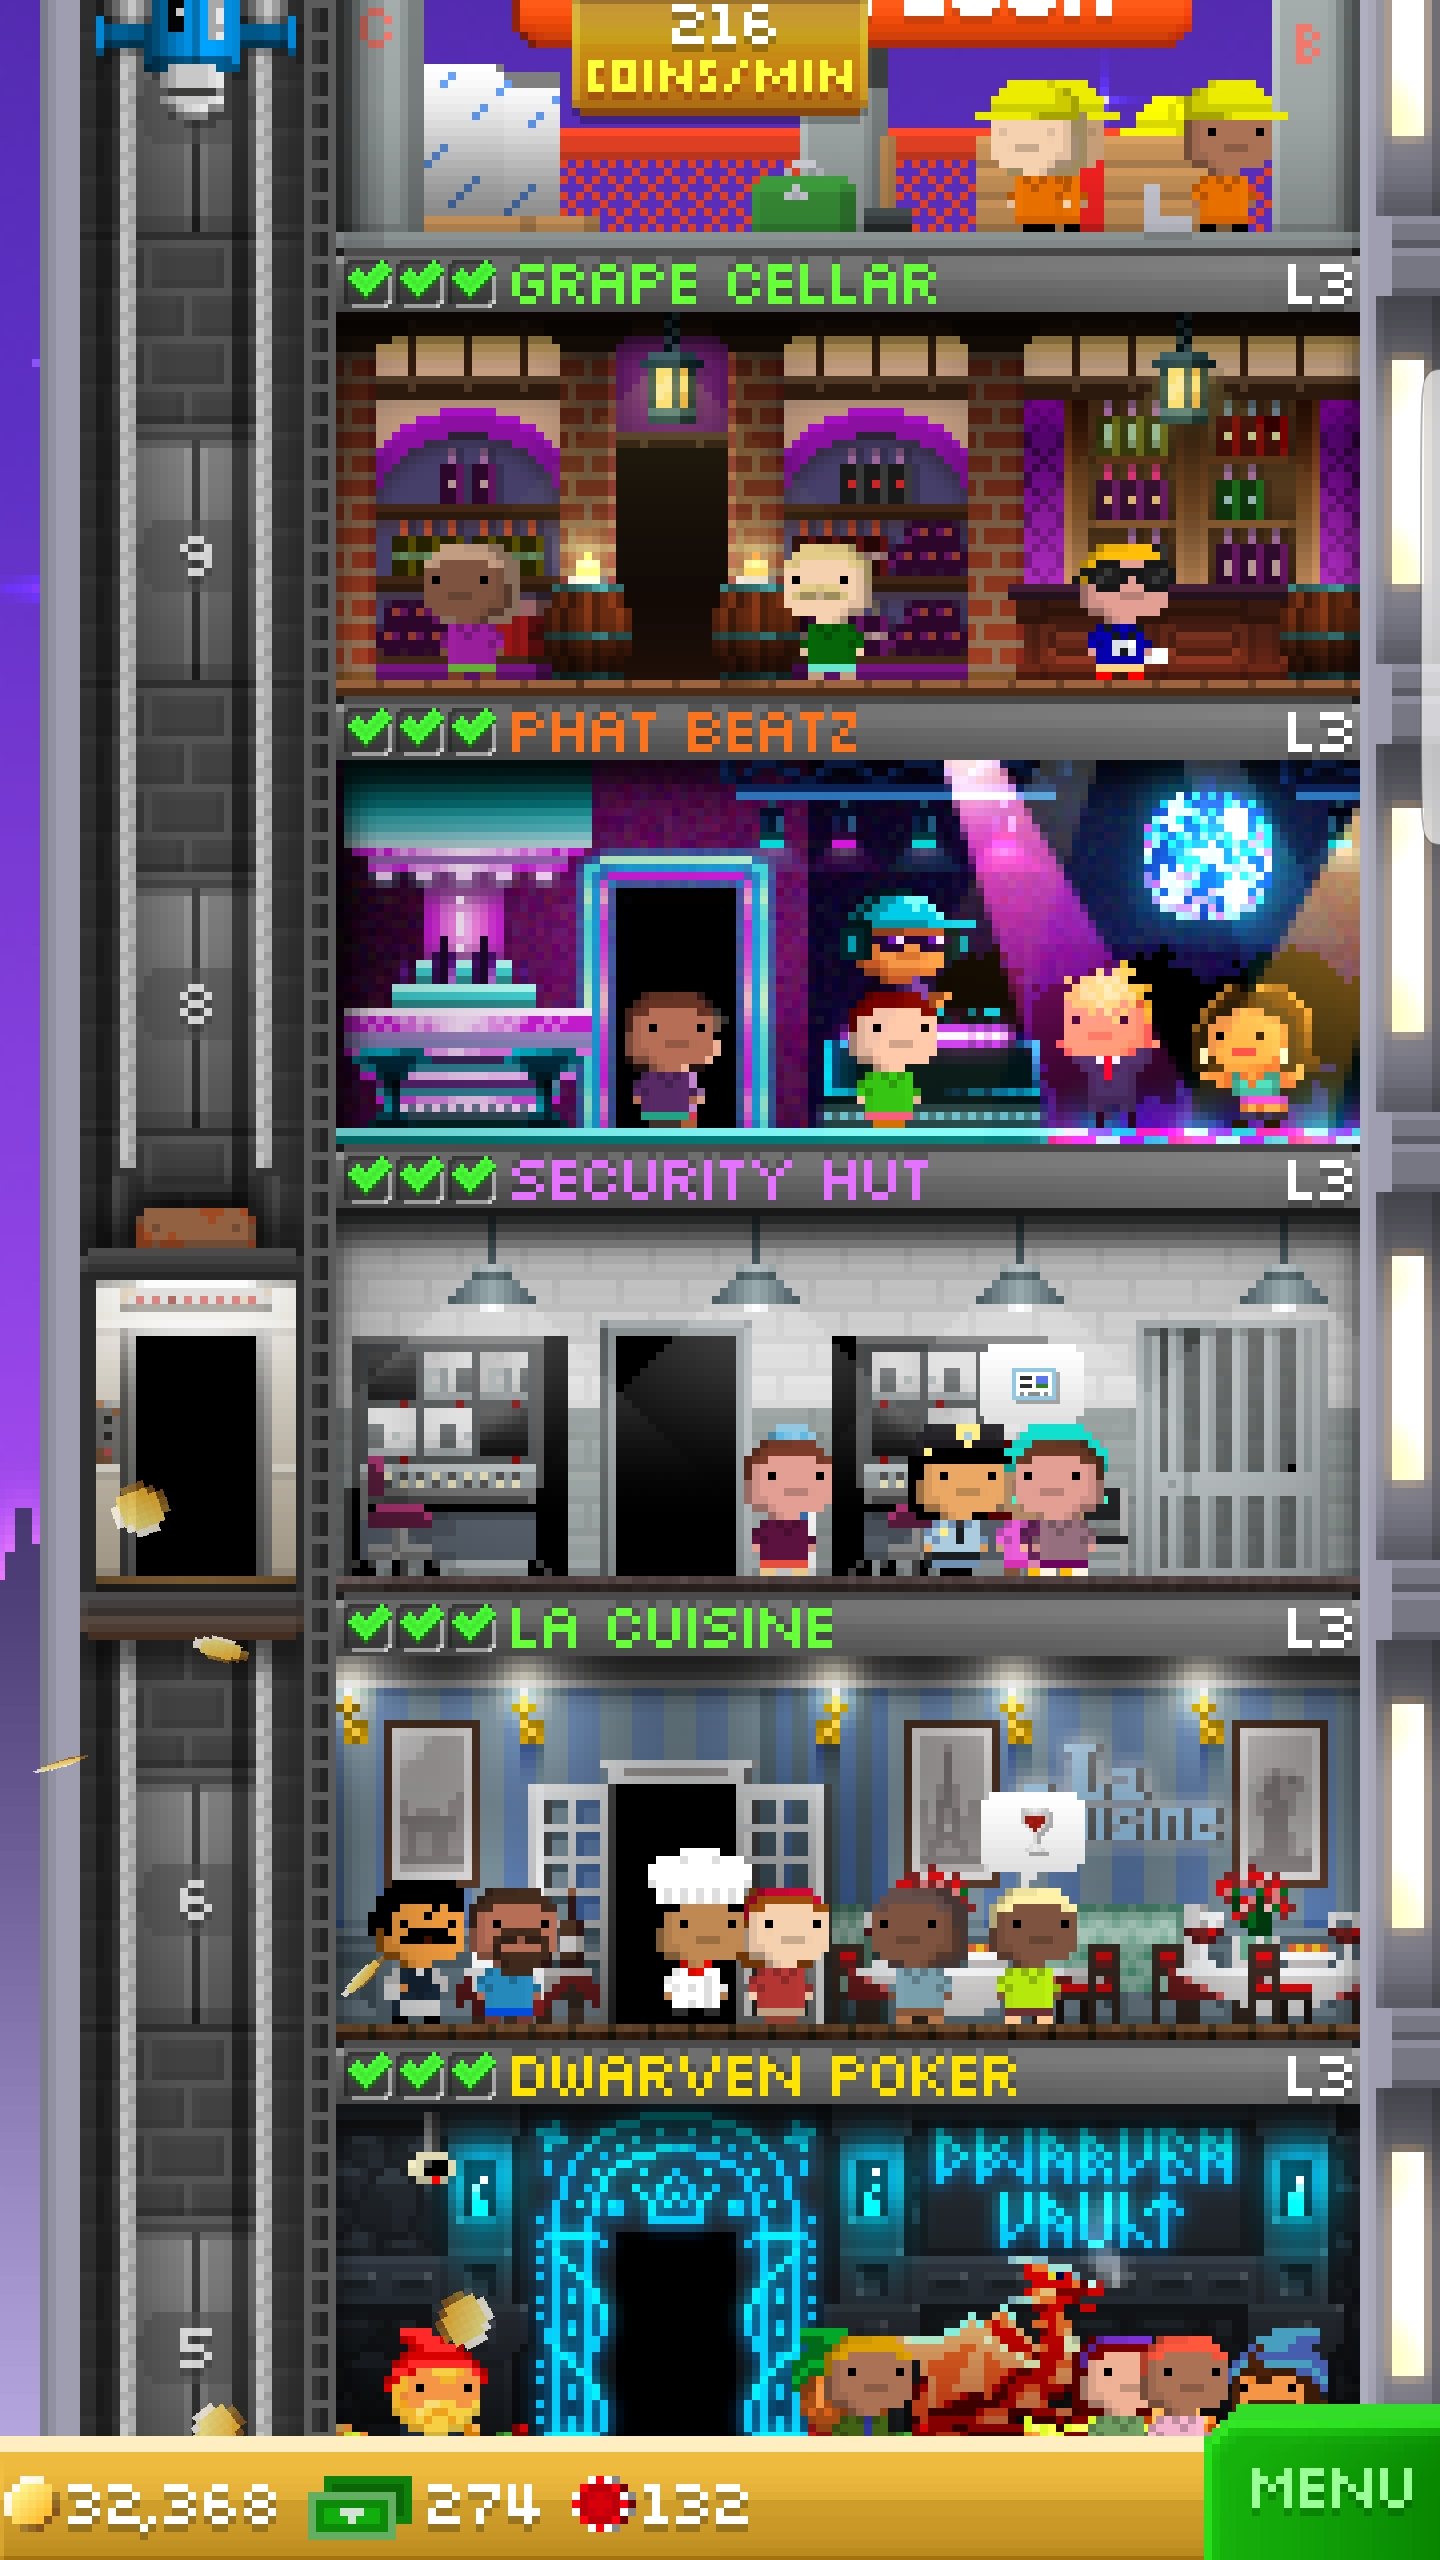 C
216
B
COINS/MIN
GRAPE CELLAR L3
9
PHAT BEATZ L3
8
SECURITY HUT L3
LA CUISINE L3
La
6
DWARVEN POKER L3
DWARVEN
VAULT
5
32,368 274 132
MENU